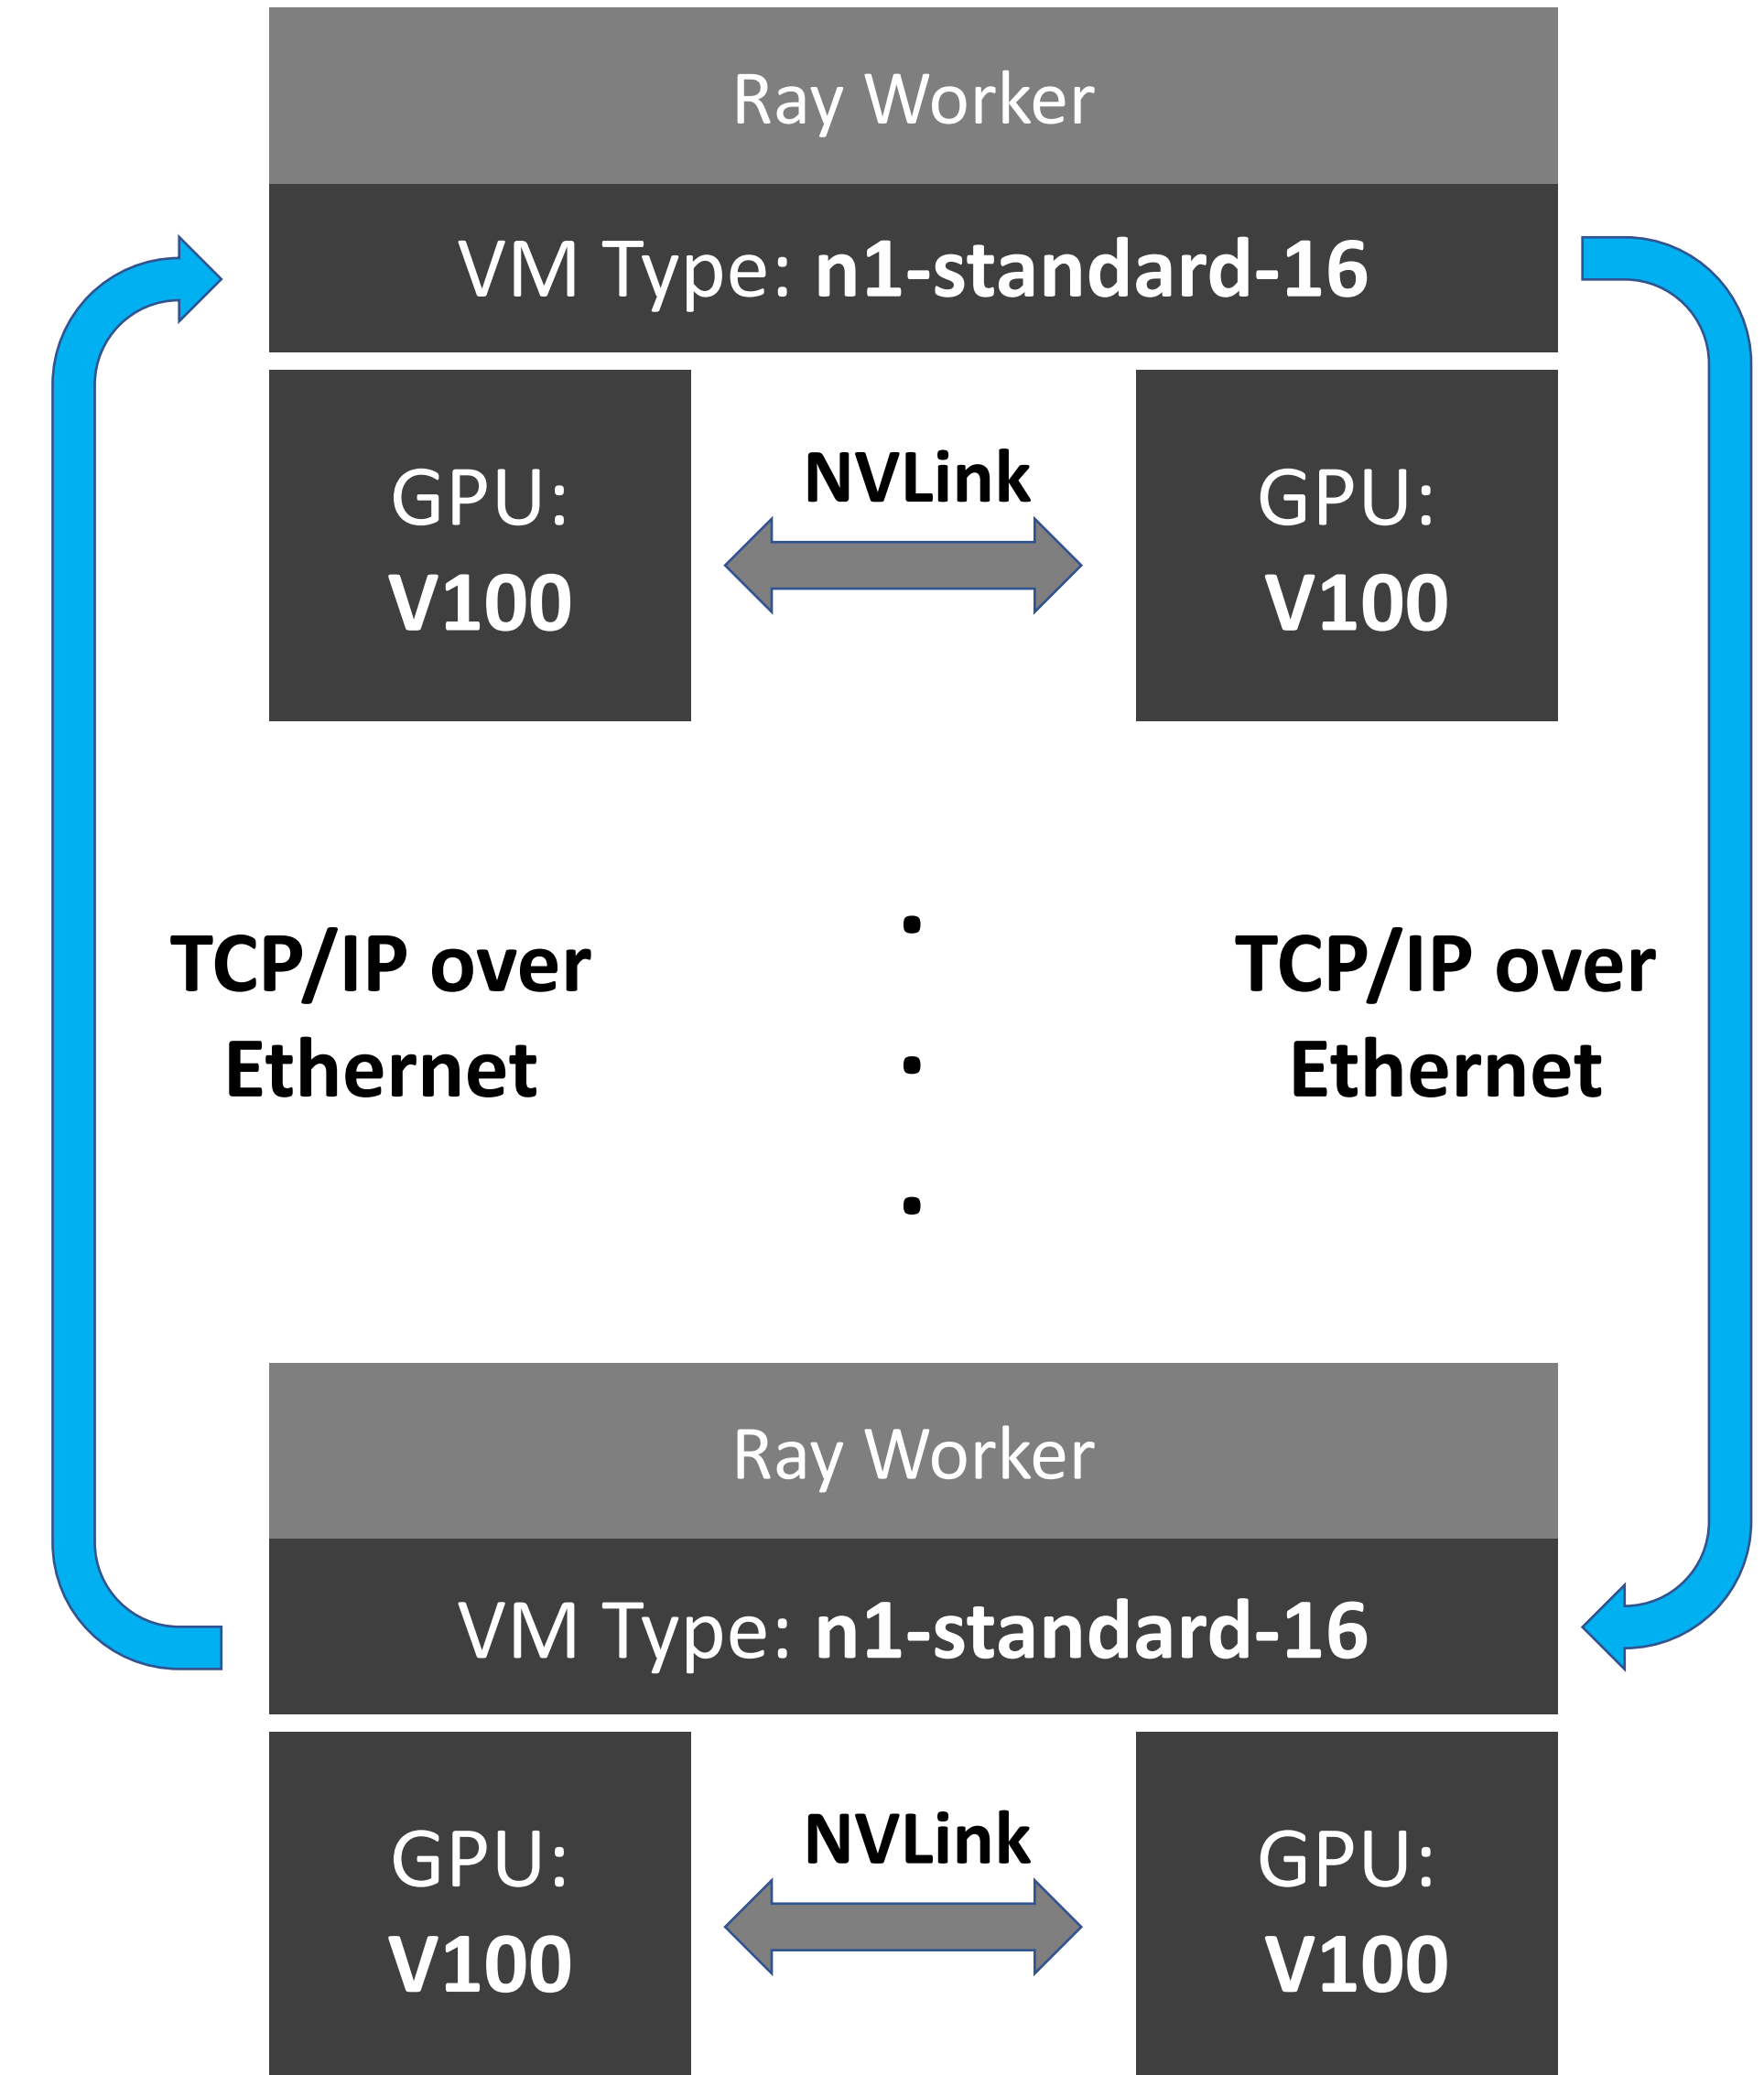 Ray Worker
VM Type: n1-standard-16
GPU:
V100
NVLink
GPU:
V100
TCP/IP over
Ethernet
.
.
.
TCP/IP over
Ethernet
Ray Worker
VM Type: n1-standard-16
GPU:
V100
NVLink
GPU:
V100